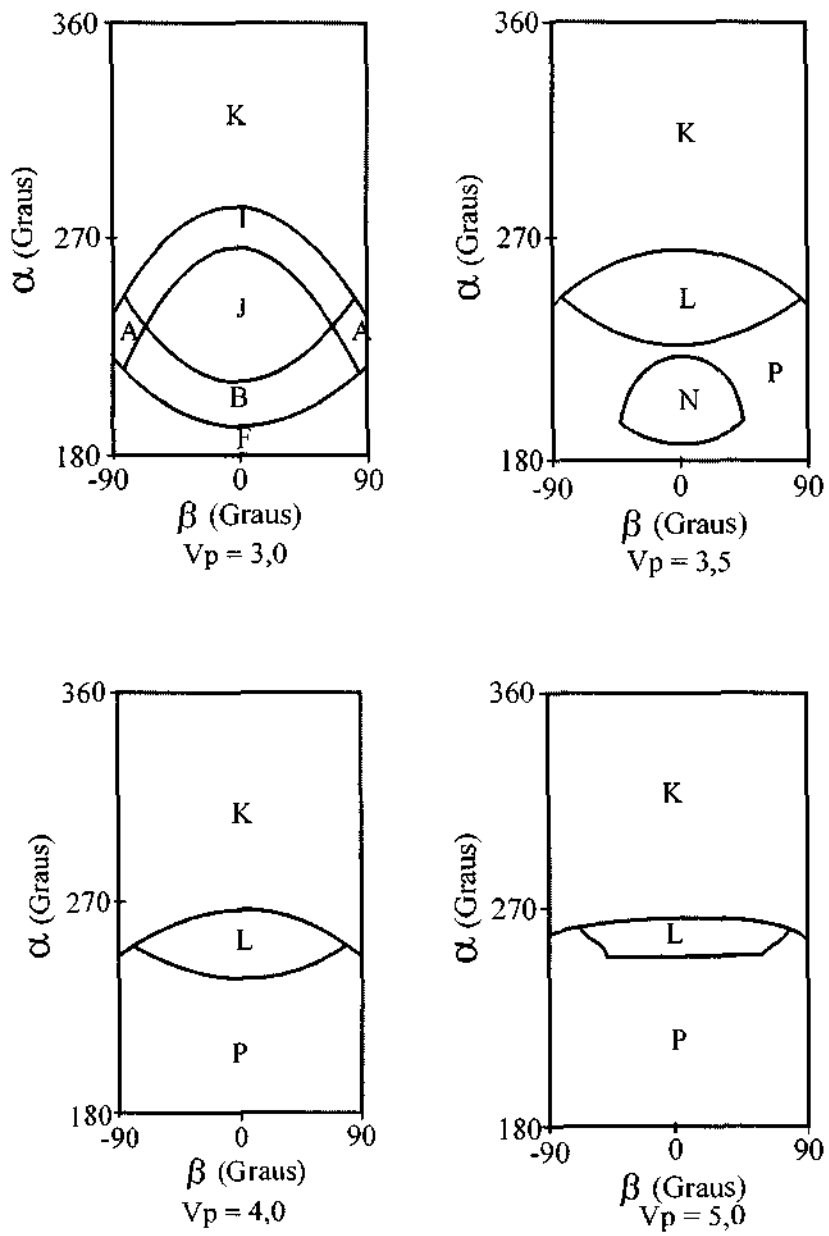 360
K
I
270
J
A
A
B
F
180
-90
0
90
α (Graus)
β (Graus)
Vp = 3,0
360
K
270
L
P
N
180
-90
0
90
α (Graus)
β (Graus)
Vp = 3,5
360
K
270
L
P
180
-90
0
90
α (Graus)
β (Graus)
Vp = 4,0
360
K
270
L
P
180
-90
0
90
α (Graus)
β (Graus)
Vp = 5,0